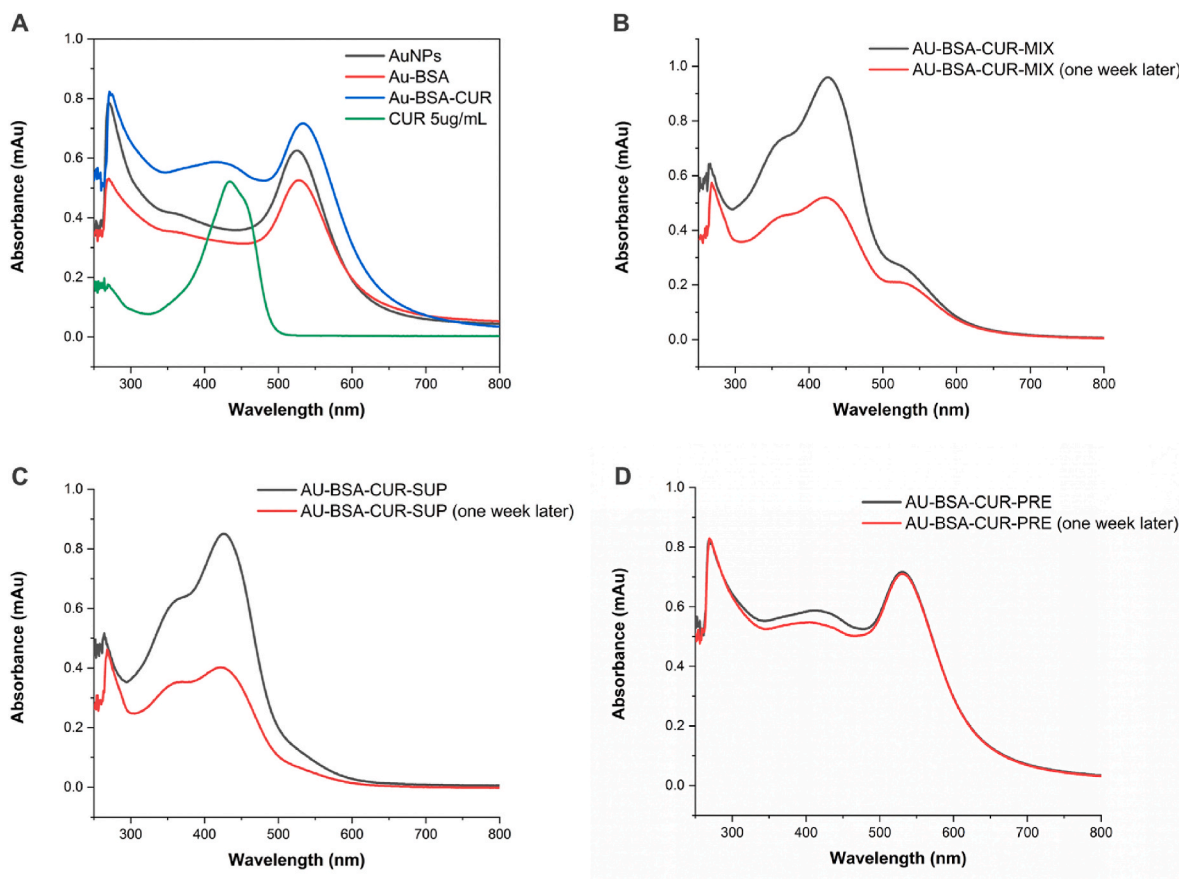 A
AuNPs
Au-BSA
Au-BSA-CUR
CUR 5ug/mL
1.0
0.8
0.6
0.4
0.2
0.0
Absorbance (mAu)
300 400 500 600 700 800
Wavelength (nm)
B
AU-BSA-CUR-MIX
AU-BSA-CUR-MIX (one week later)
1.0
0.8
0.6
0.4
0.2
0.0
Absorbance (mAu)
300 400 500 600 700 800
Wavelength (nm)
C
AU-BSA-CUR-SUP
AU-BSA-CUR-SUP (one week later)
1.0
0.8
0.6
0.4
0.2
0.0
Absorbance (mAu)
300 400 500 600 700 800
Wavelength (nm)
D
AU-BSA-CUR-PRE
AU-BSA-CUR-PRE (one week later)
1.0
0.8
0.6
0.4
0.2
0.0
Absorbance (mAu)
300 400 500 600 700 800
Wavelength (nm)